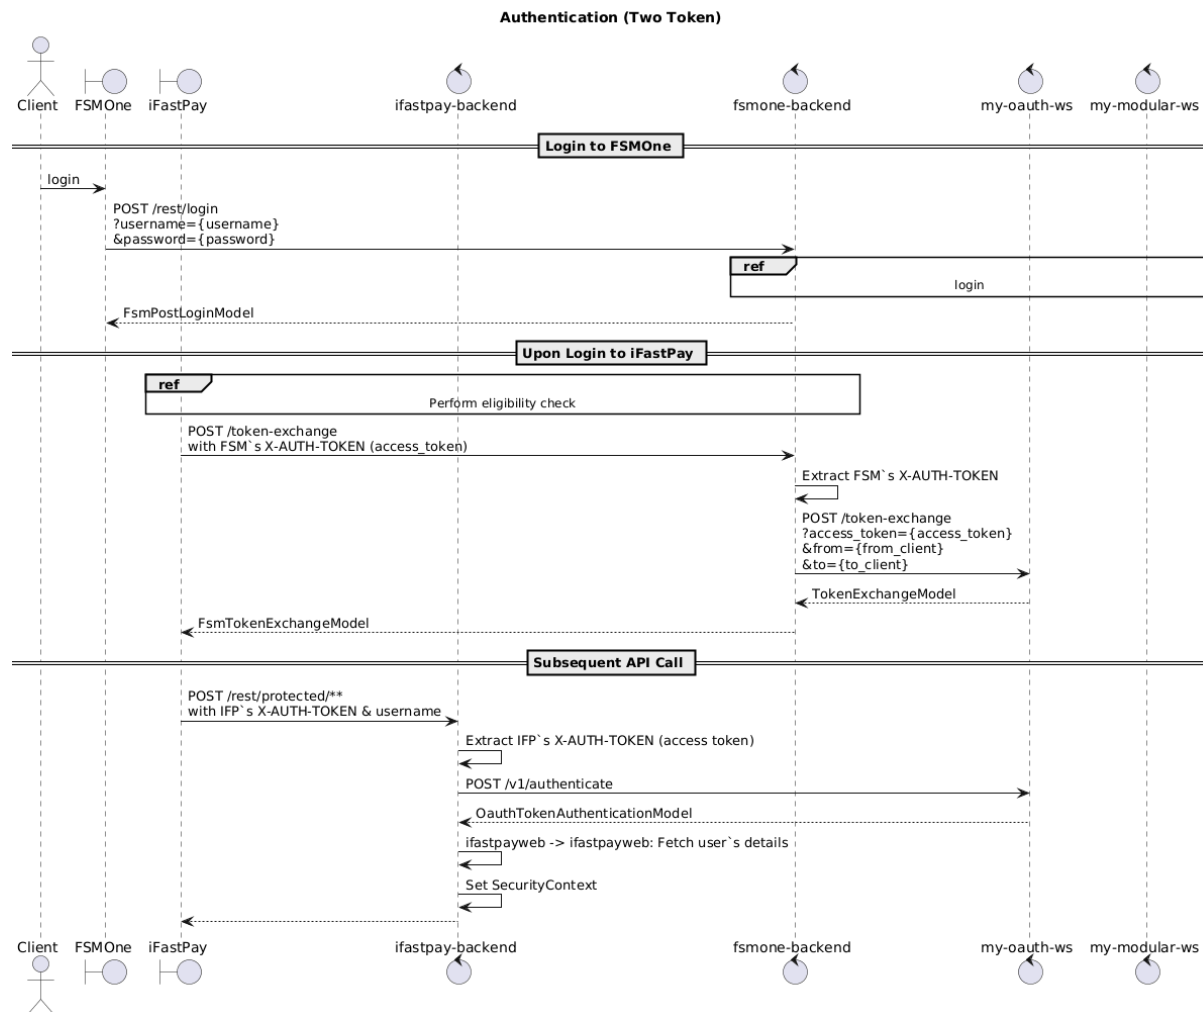 Authentication (Two Token)
Client
FSMOne
iFastPay
ifastpay-backend
fsmone-backend
my-oauth-ws
my-modular-ws
Login to FSMOne
login
POST /rest/login
?username={username}
&password={password}
ref
login
FsmPostLoginModel
Upon Login to iFastPay
ref
Perform eligibility check
POST /token-exchange
with FSM`s X-AUTH-TOKEN (access_token)
Extract FSM`s X-AUTH-TOKEN
POST /token-exchange
?access_token={access_token}
&from={from_client}
&to={to_client}
TokenExchangeModel
FsmTokenExchangeModel
Subsequent API Call
POST /rest/protected/**
with IFP`s X-AUTH-TOKEN & username
Extract IFP`s X-AUTH-TOKEN (access token)
POST /v1/authenticate
OauthTokenAuthenticationModel
ifastpayweb -> ifastpayweb: Fetch user`s details
Set SecurityContext
Client
FSMOne
iFastPay
ifastpay-backend
fsmone-backend
my-oauth-ws
my-modular-ws